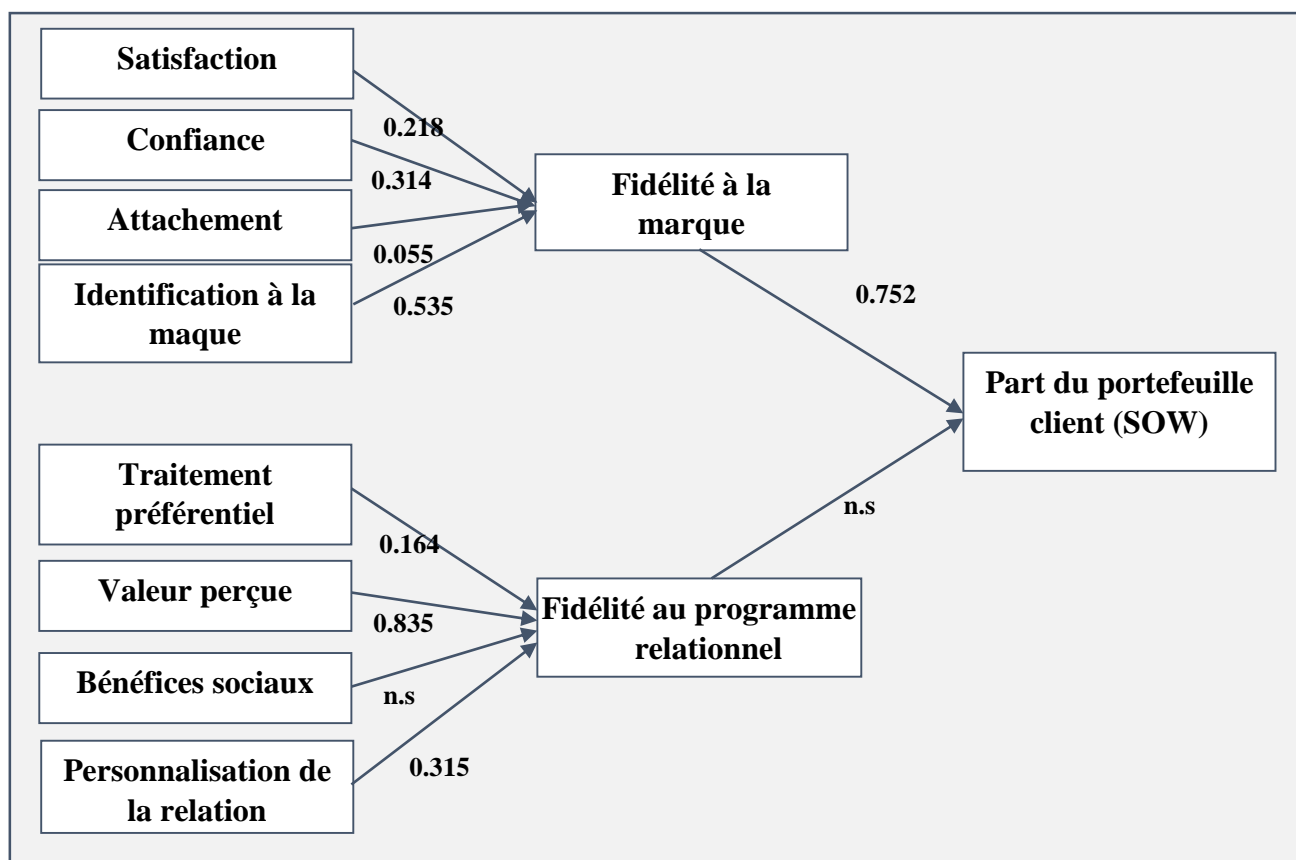 Satisfaction
0.218
Confiance
0.314
Attachement
0.055
Identification à la
maque
0.535
Fidélité à la
marque
0.752
Part du portefeuille
client (SOW)
Traitement
préférentiel
0.164
Valeur perçue
0.835
Bénéfices sociaux
n.s
Personnalisation de
la relation
0.315
Fidélité au programme
relationnel
n.s